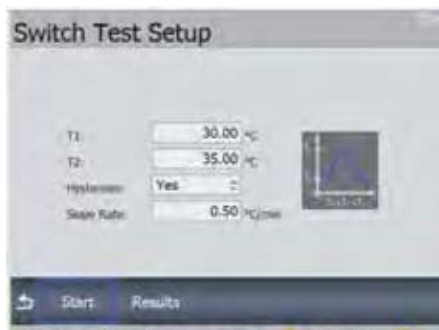 Switch Test Setup
T1: 30.00 °C
T2: 35.00 °C
Hysteresis: Yes
Slope Rate: 0.50 °C/min
Start Results